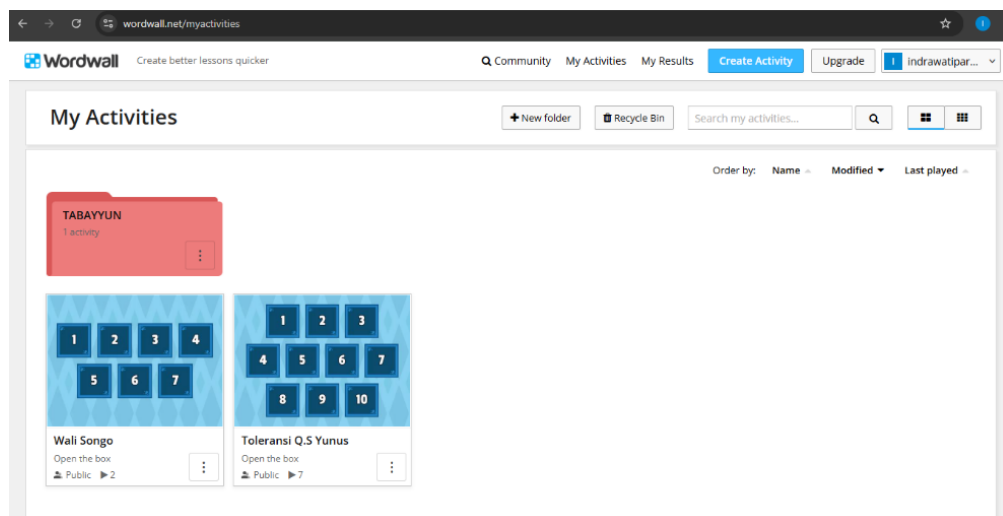 wordwall.net/myactivities
Wordwall Create better lessons quicker Community My Activities My Results Create Activity Upgrade I indrawatipar...
My Activities New folder Recycle Bin Search my activities...
Order by: Name Modified Last played
TABAYYUN
1 activity
1 2 3 4
5 6 7
Wali Songo
Open the box
Public 2
1 2 3
4 5 6 7
8 9 10
Toleransi Q.S Yunus
Open the box
Public 7